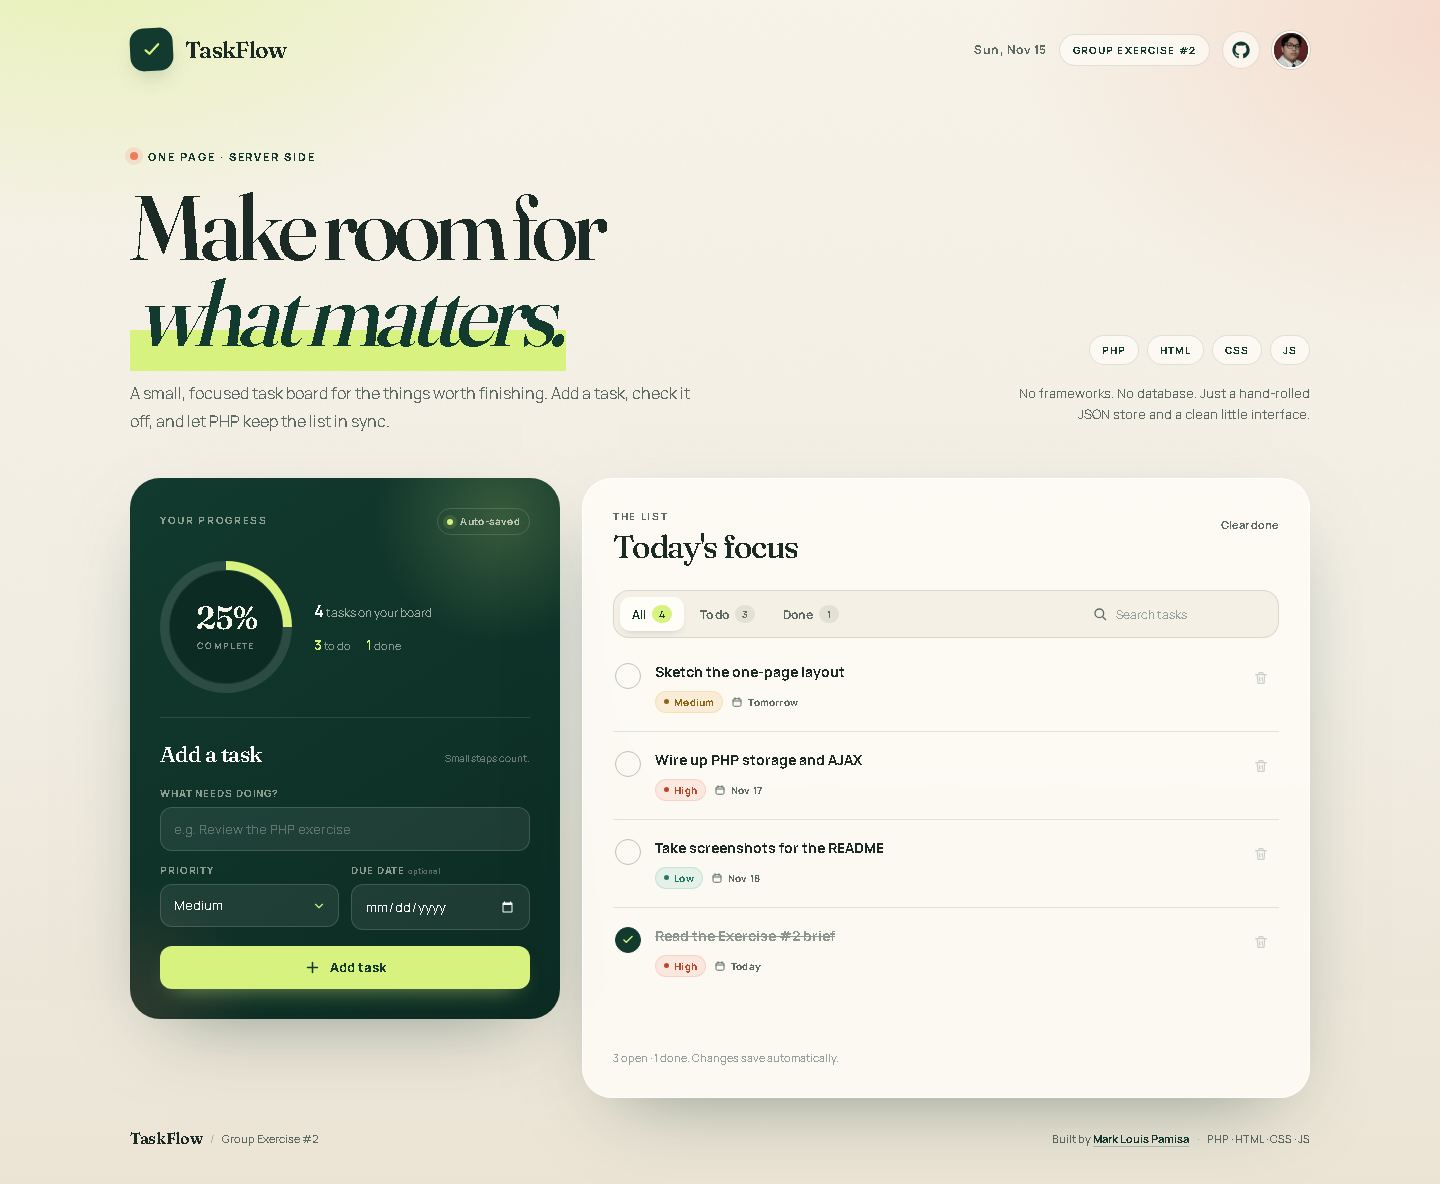 TaskFlow
Sun, Nov 15
GROUP EXERCISE #2
ONE PAGE · SERVER SIDE
Make room for
what matters.
A small, focused task board for the things worth finishing. Add a task, check it
off, and let PHP keep the list in sync.
PHP
HTML
CSS
JS
No frameworks. No database. Just a hand-rolled
JSON store and a clean little interface.
YOUR PROGRESS
Auto-saved
25%
COMPLETE
4 tasks on your board
3 to do 1 done
Add a task
Small steps count.
WHAT NEEDS DOING?
e.g. Review the PHP exercise
PRIORITY
DUE DATE optional
Medium
mm/dd/yyyy
Add task
THE LIST
Today's focus
Clear done
All 4
To do 3
Done 1
Search tasks
Sketch the one-page layout
Medium
Tomorrow
Wire up PHP storage and AJAX
High
Nov 17
Take screenshots for the README
Low
Nov 18
Read the Exercise #2 brief
High
Today
3 open · 1 done. Changes save automatically.
TaskFlow / Group Exercise #2
Built by Mark Louis Pamisa · PHP · HTML · CSS · JS